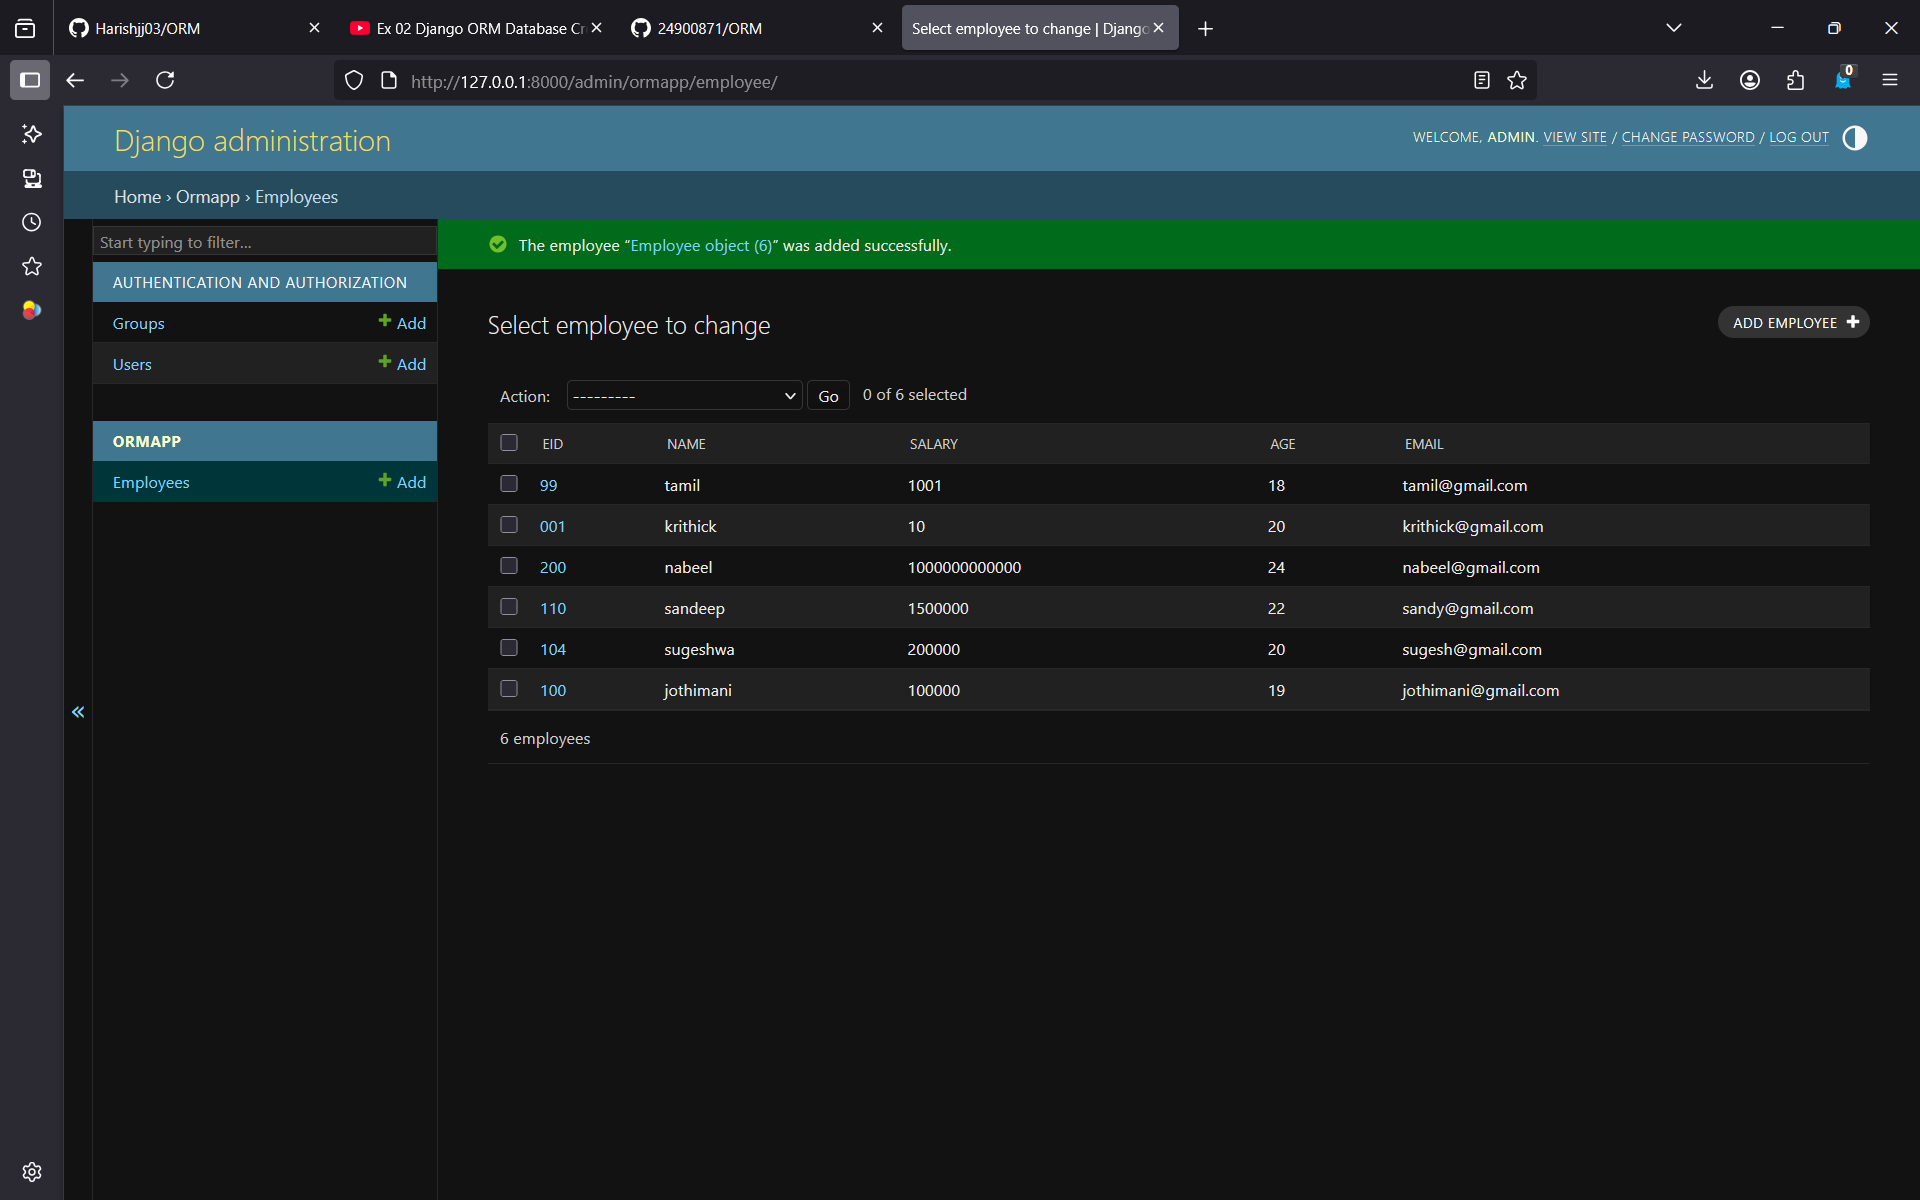 Harishjj03/ORM
Ex 02 Django ORM Database Cr
24900871/ORM
Select employee to change | Django
http://127.0.0.1:8000/admin/ormapp/employee/
0
Django administration
WELCOME, ADMIN. VIEW SITE / CHANGE PASSWORD / LOG OUT
Home › Ormapp › Employees
Start typing to filter...
AUTHENTICATION AND AUTHORIZATION
Groups + Add
Users + Add
ORMAPP
Employees + Add
«
The employee “Employee object (6)” was added successfully.
Select employee to change
ADD EMPLOYEE +
Action: --------- Go 0 of 6 selected
EID NAME SALARY AGE EMAIL
99 tamil 1001 18 tamil@gmail.com
001 krithick 10 20 krithick@gmail.com
200 nabeel 1000000000000 24 nabeel@gmail.com
110 sandeep 1500000 22 sandy@gmail.com
104 sugeshwa 200000 20 sugesh@gmail.com
100 jothimani 100000 19 jothimani@gmail.com
6 employees